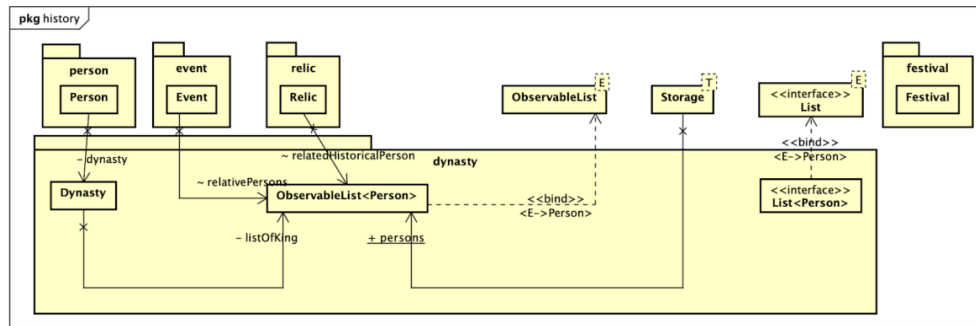 pkg history
person
event
relic
festival
Person
Event
Relic
ObservableList
E
Storage
T
<<interface>>
List
E
Festival
<<bind>>
<E->Person>
- dynasty
~ relatedHistoricalPerson
dynasty
~ relativePersons
Dynasty
ObservableList<Person>
<<bind>>
<E->Person>
<<interface>>
List<Person>
- listOfKing
+ persons